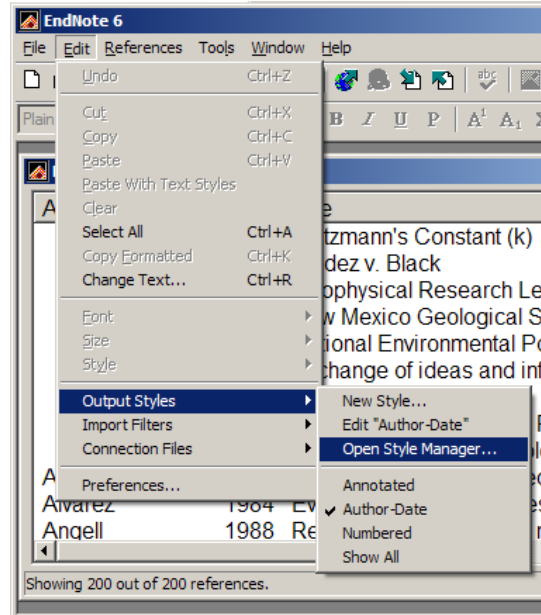 EndNote 6
File Edit References Tools Window Help
Plain B I U P A1 A1
Undo Ctrl+Z
Cut Ctrl+X
Copy Ctrl+C
Paste Ctrl+V
Paste With Text Styles
Clear
Select All Ctrl+A
Copy Formatted Ctrl+K
Change Text... Ctrl+R
Font
Size
Style
Output Styles
Import Filters
Connection Files
Preferences...
New Style...
Edit "Author-Date"
Open Style Manager...
Annotated
Author-Date
Numbered
Show All
tzmann's Constant (k)
dez v. Black
ophysical Research Le
w Mexico Geological S
tional Environmental Po
change of ideas and inf
Alvarez 1984 Ev
Angell 1988 Re
Showing 200 out of 200 references.